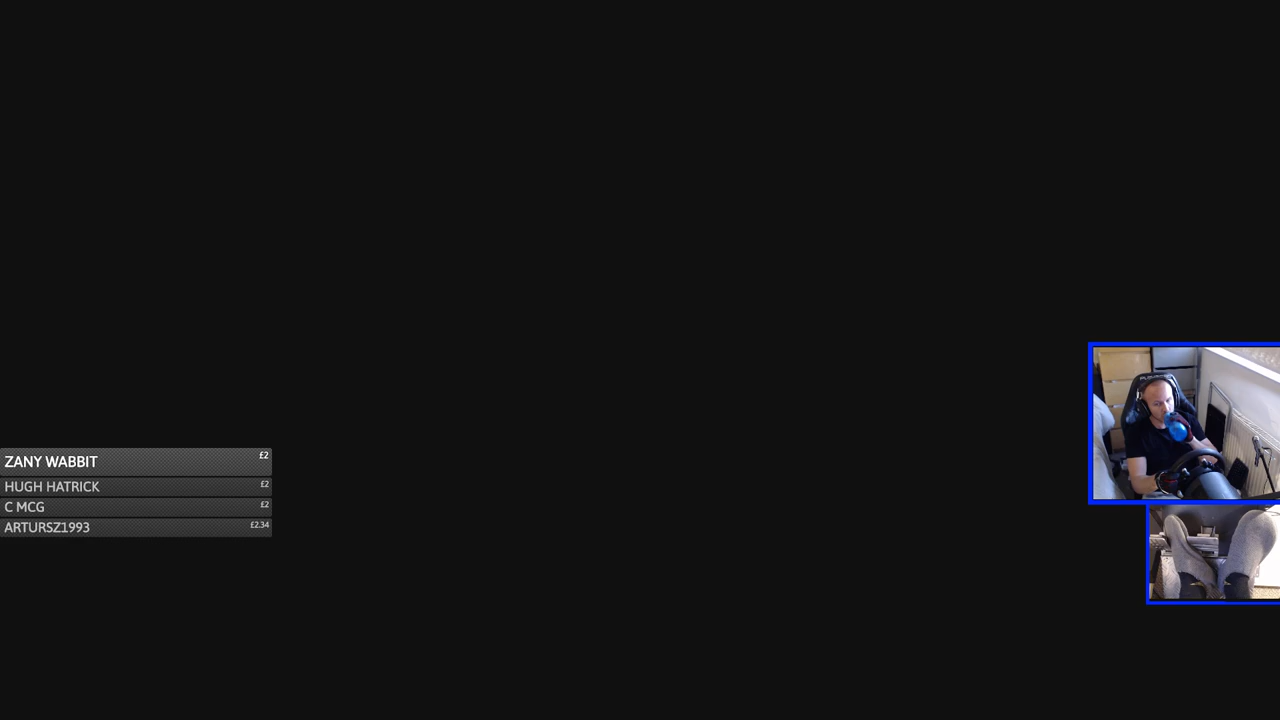 ZANY WABBIT £2
HUGH HATRICK £2
C MCG £2
ARTURSZ1993 £2.34